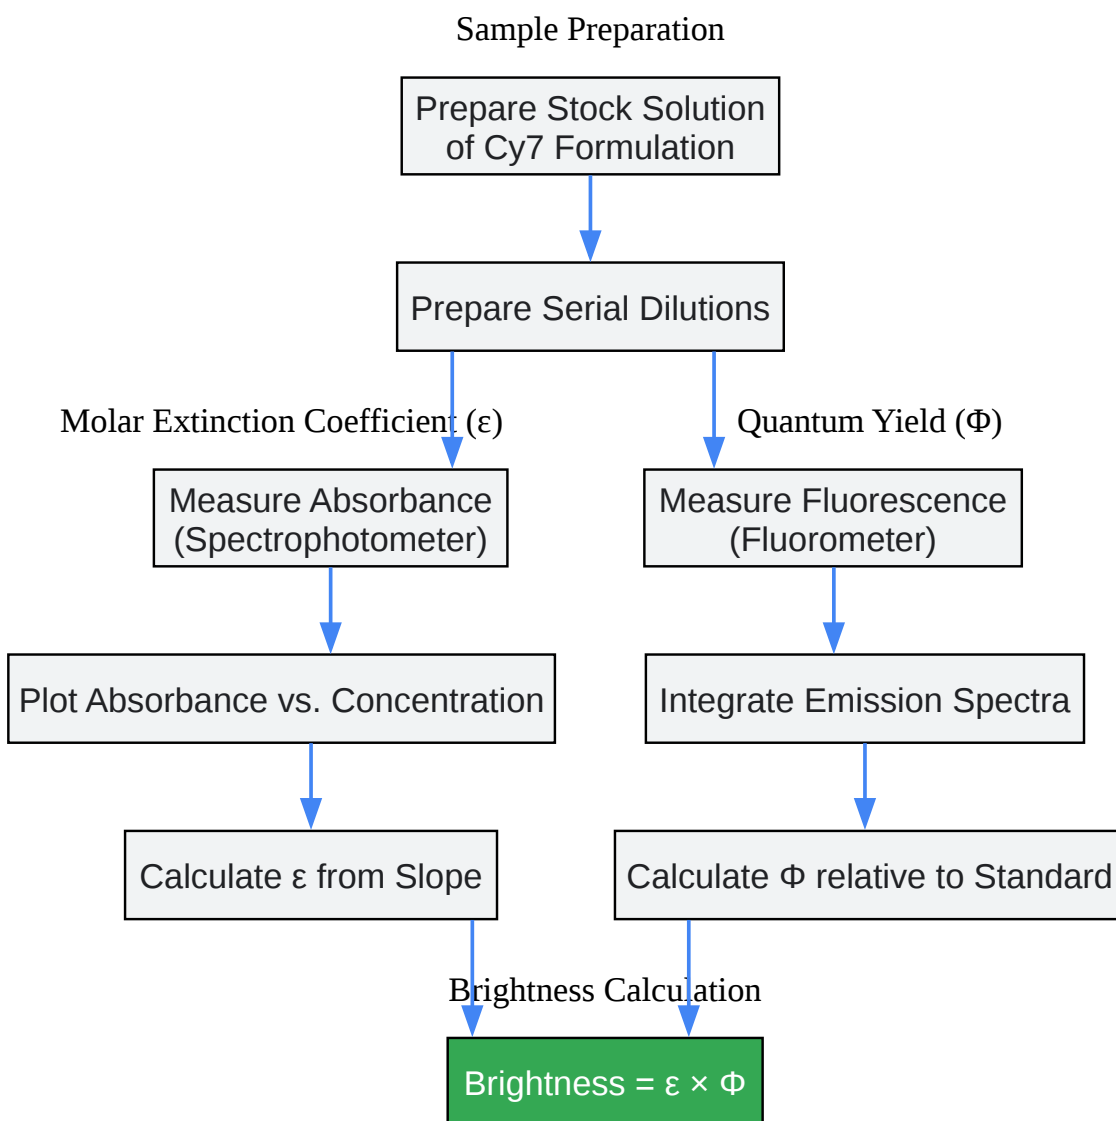 Sample Preparation
Prepare Stock Solution
of Cy7 Formulation
Prepare Serial Dilutions
Molar Extinction Coefficient (ε)
Quantum Yield (Φ)
Measure Absorbance
(Spectrophotometer)
Measure Fluorescence
(Fluorometer)
Plot Absorbance vs. Concentration
Integrate Emission Spectra
Calculate ε from Slope
Calculate Φ relative to Standard
Brightness Calculation
Brightness = ε × Φ